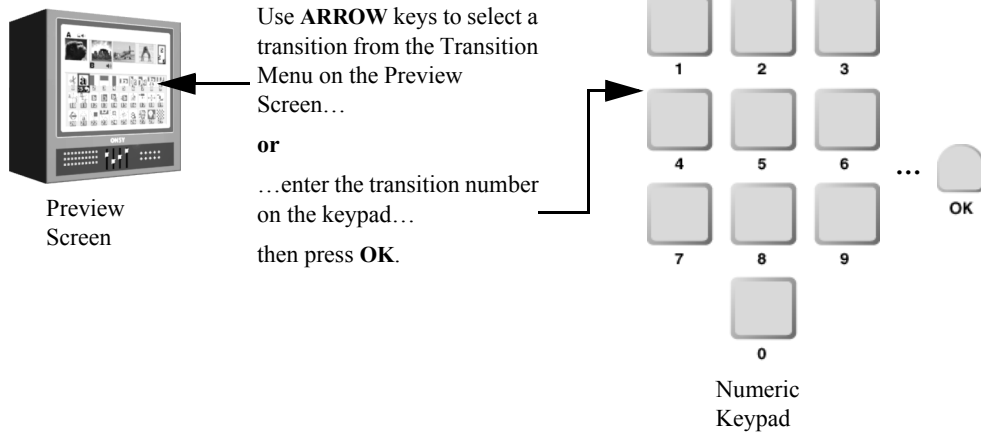 Use ARROW keys to select a
transition from the Transition
Menu on the Preview
Screen…
or
…enter the transition number
on the keypad…
then press OK.
Preview
Screen
1 2 3
4 5 6
… OK
7 8 9
0
Numeric
Keypad